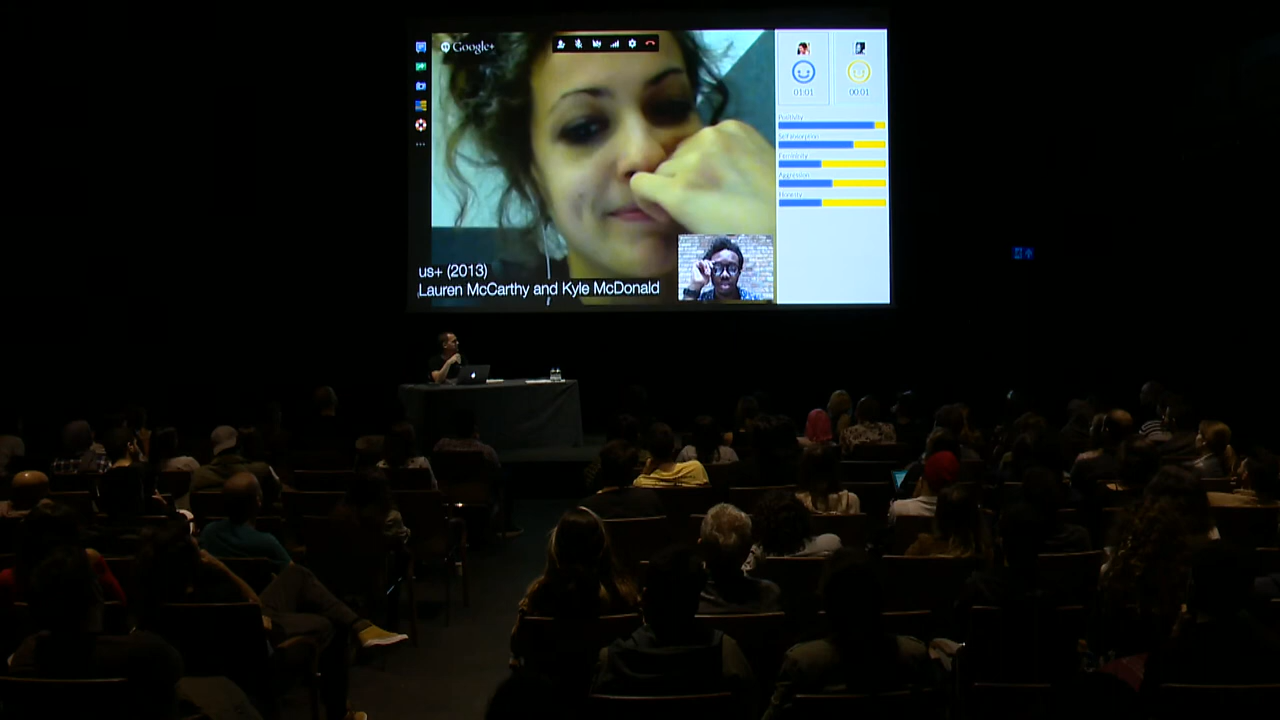 Google+
01:01
00:01
Positivity
Self-absorption
Femininity
Aggression
Honesty
us+ (2013)
Lauren McCarthy and Kyle McDonald